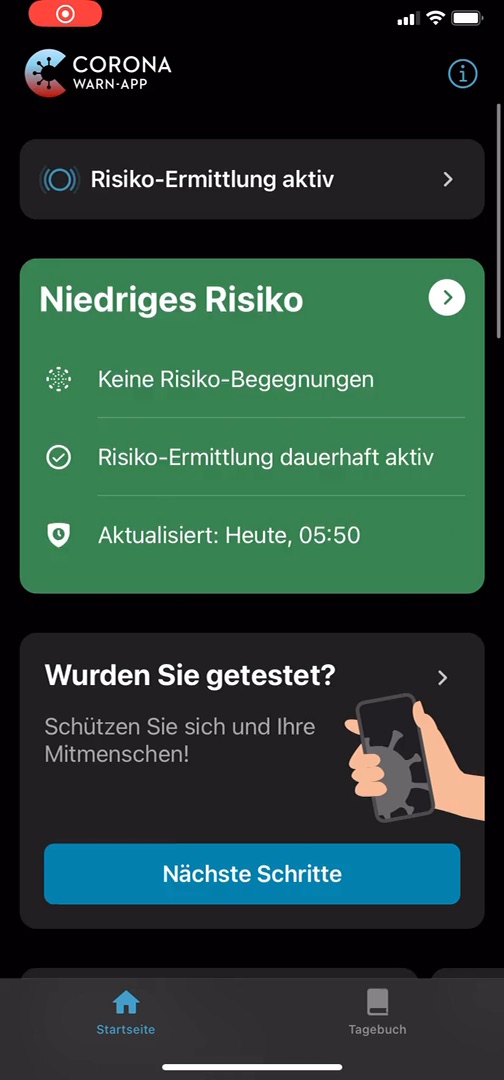 CORONA
WARN-APP
Risiko-Ermittlung aktiv
Niedriges Risiko
Keine Risiko-Begegnungen
Risiko-Ermittlung dauerhaft aktiv
Aktualisiert: Heute, 05:50
Wurden Sie getestet?
Schützen Sie sich und Ihre
Mitmenschen!
Nächste Schritte
Startseite
Tagebuch